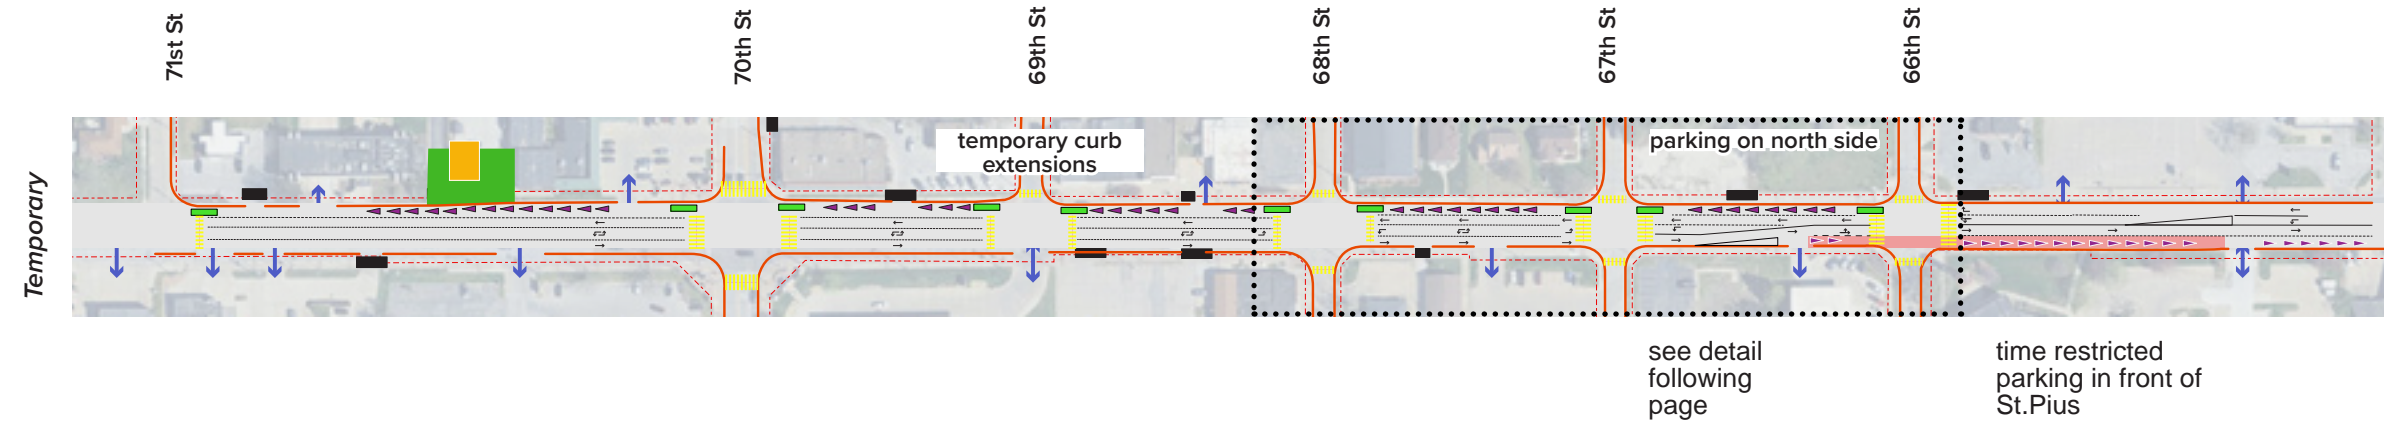 71st St
70th St
69th St
68th St
67th St
66th St
Temporary
temporary curb
extensions
parking on north side
see detail
following
page
time restricted
parking in front of
St.Pius